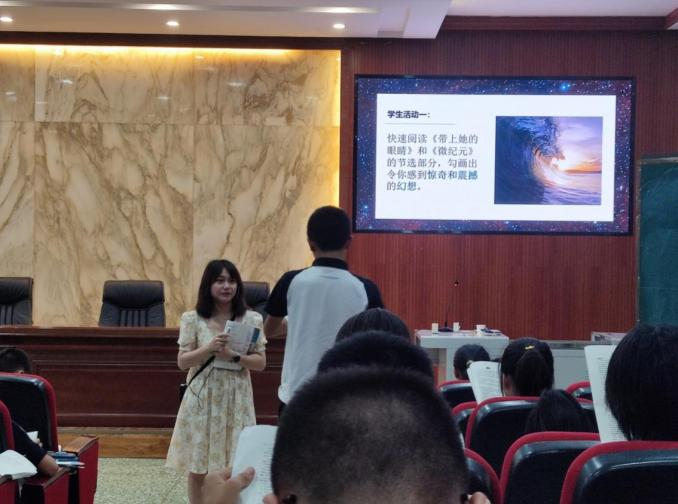 学生活动一：
快速阅读《带上她的
眼睛》和《微纪元》
的节选部分，勾画出
令你感到惊奇和震撼
的幻想。